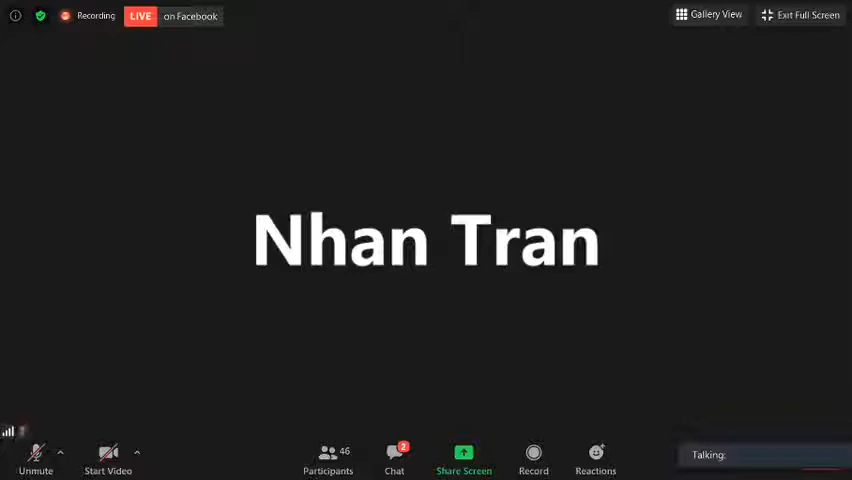 Recording LIVE on Facebook Gallery View Exit Full Screen
Nhan Tran
46 2
Talking:
Unmute Start Video Participants Chat Share Screen Record Reactions